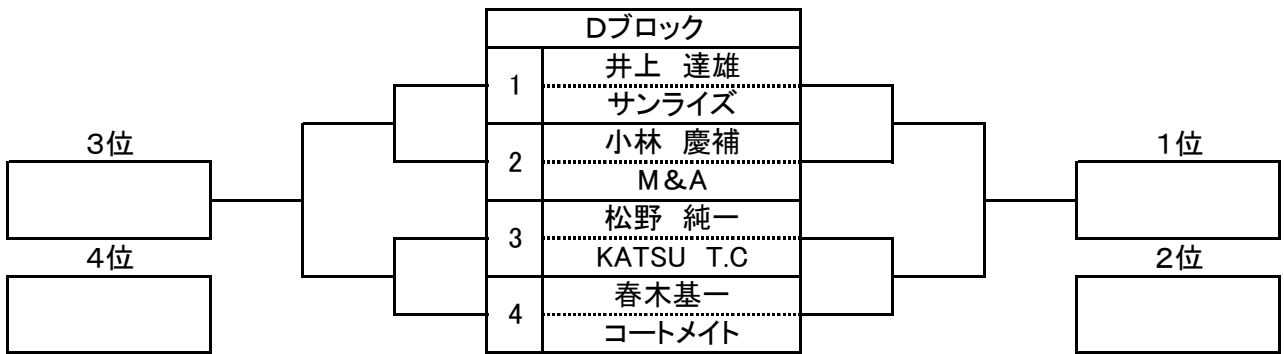 Dブロック
1
井上　達雄
サンライズ
2
小林　慶補
M&A
3
松野　純一
KATSU　T.C
4
春木基一
コートメイト
3位
4位
1位
2位